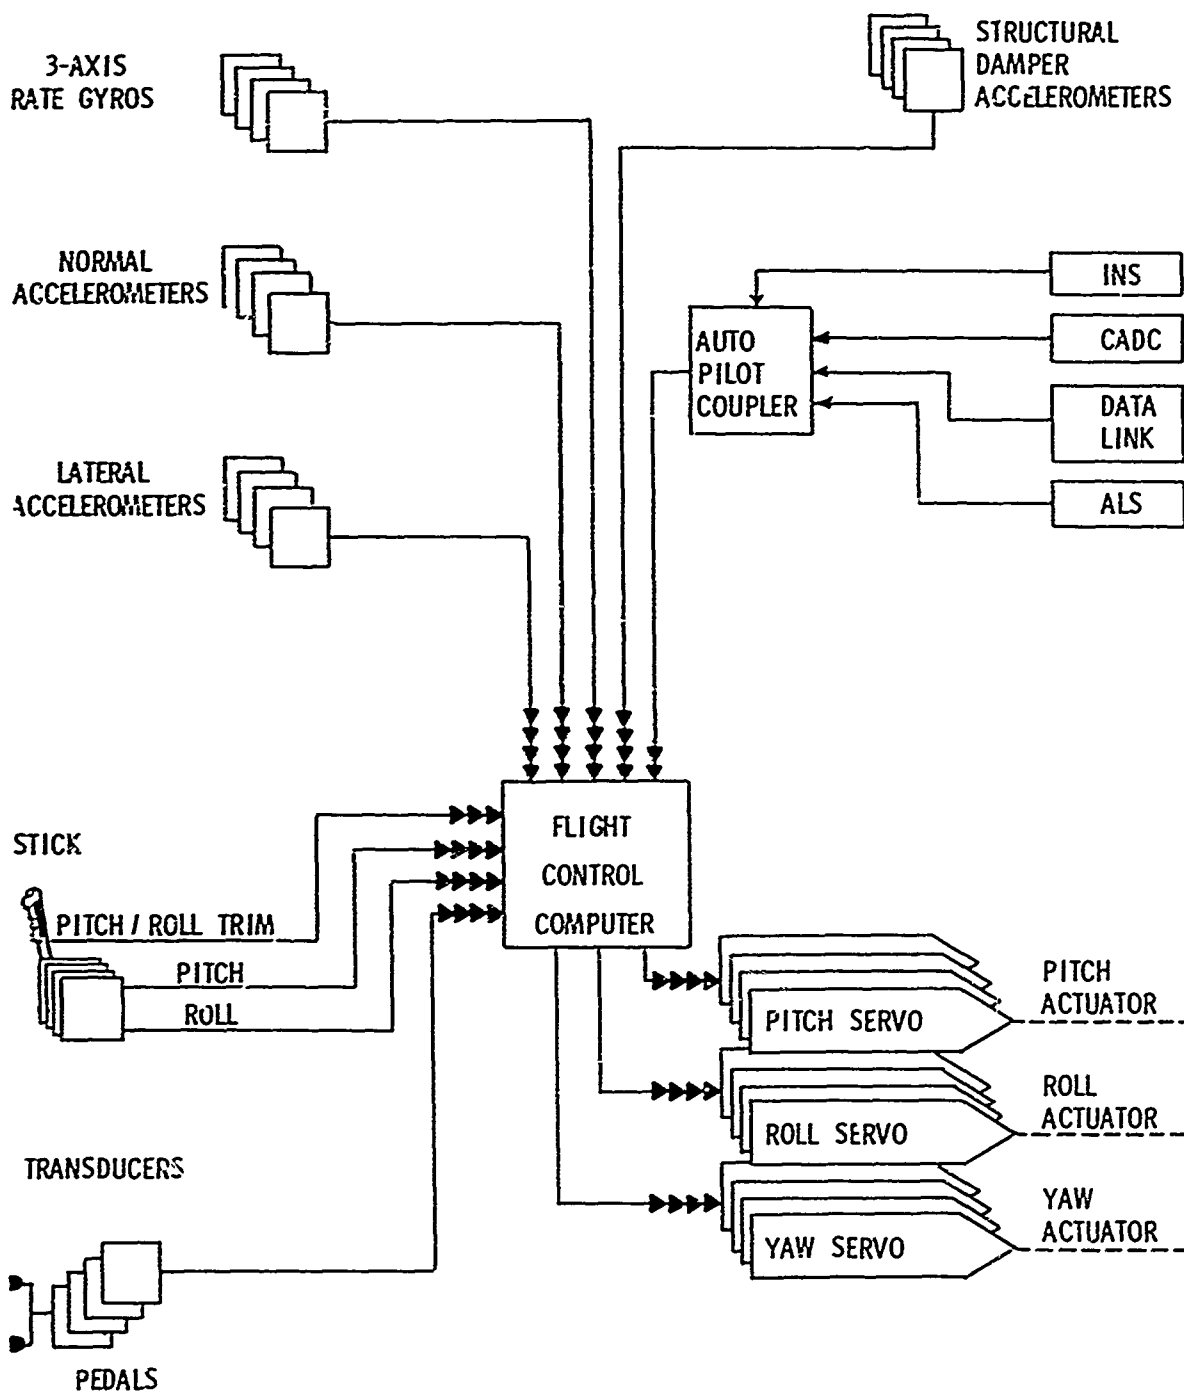 3-AXIS
RATE GYROS
STRUCTURAL
DAMPER
ACCELEROMETERS
NORMAL
ACCELEROMETERS
INS
AUTO
PILOT
COUPLER
CADC
DATA
LINK
ALS
LATERAL
ACCELEROMETERS
FLIGHT
CONTROL
COMPUTER
STICK
PITCH / ROLL TRIM
PITCH
ROLL
PITCH SERVO
PITCH
ACTUATOR
ROLL SERVO
ROLL
ACTUATOR
TRANSDUCERS
YAW SERVO
YAW
ACTUATOR
PEDALS